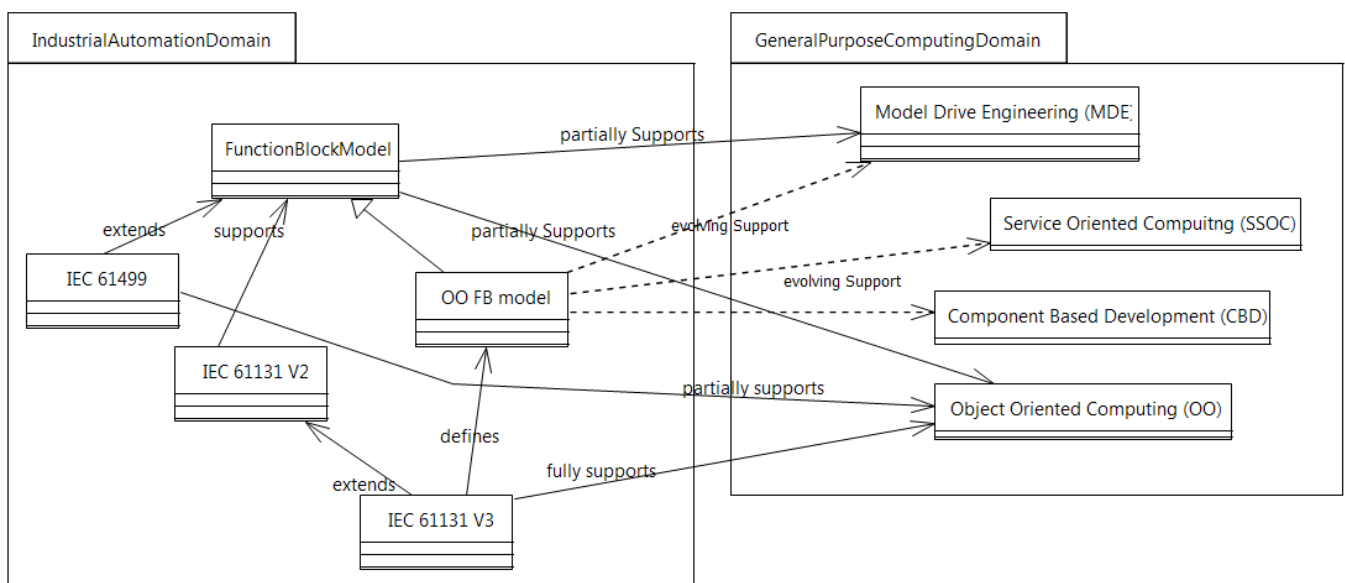 IndustrialAutomationDomain
GeneralPurposeComputingDomain
Model Drive Engineering (MDE)
partially Supports
FunctionBlockModel
extends
supports
partially Supports
evolving Support
Service Oriented Compuitng (SSOC)
IEC 61499
OO FB model
evolving Support
Component Based Development (CBD)
IEC 61131 V2
partially supports
Object Oriented Computing (OO)
defines
fully supports
extends
IEC 61131 V3